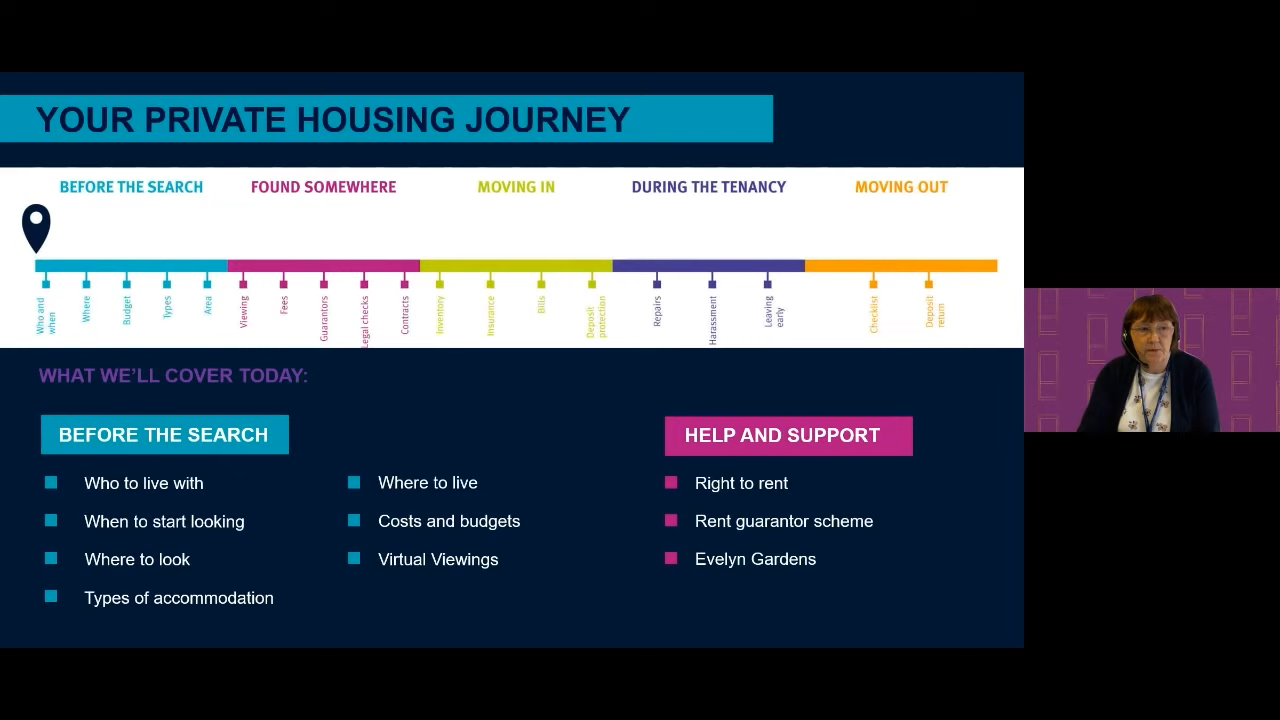 YOUR PRIVATE HOUSING JOURNEY
BEFORE THE SEARCH
FOUND SOMEWHERE
MOVING IN
DURING THE TENANCY
MOVING OUT
Who and when
Where
Budget
Types
Area
Viewing
Fees
Guarantors
Legal checks
Contracts
Inventory
Insurance
Bills
Deposit protection
Repairs
Harassment
Leaving early
Checklist
Deposit return
WHAT WE'LL COVER TODAY:
BEFORE THE SEARCH
Who to live with
When to start looking
Where to look
Types of accommodation
Where to live
Costs and budgets
Virtual Viewings
HELP AND SUPPORT
Right to rent
Rent guarantor scheme
Evelyn Gardens